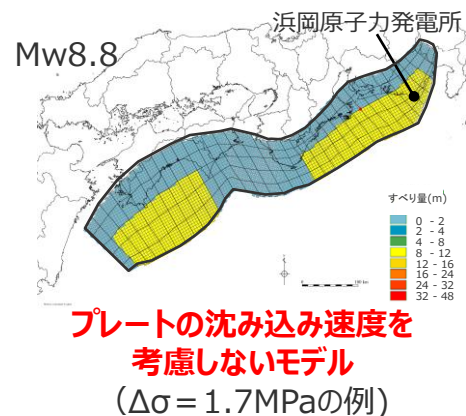 浜岡原子力発電所
Mw8.8
すべり量(m)
0 - 2
2 - 4
4 - 8
8 - 12
12 - 16
16 - 24
24 - 32
32 - 48
プレートの沈み込み速度を
考慮しないモデル
(Δσ=1.7MPaの例)